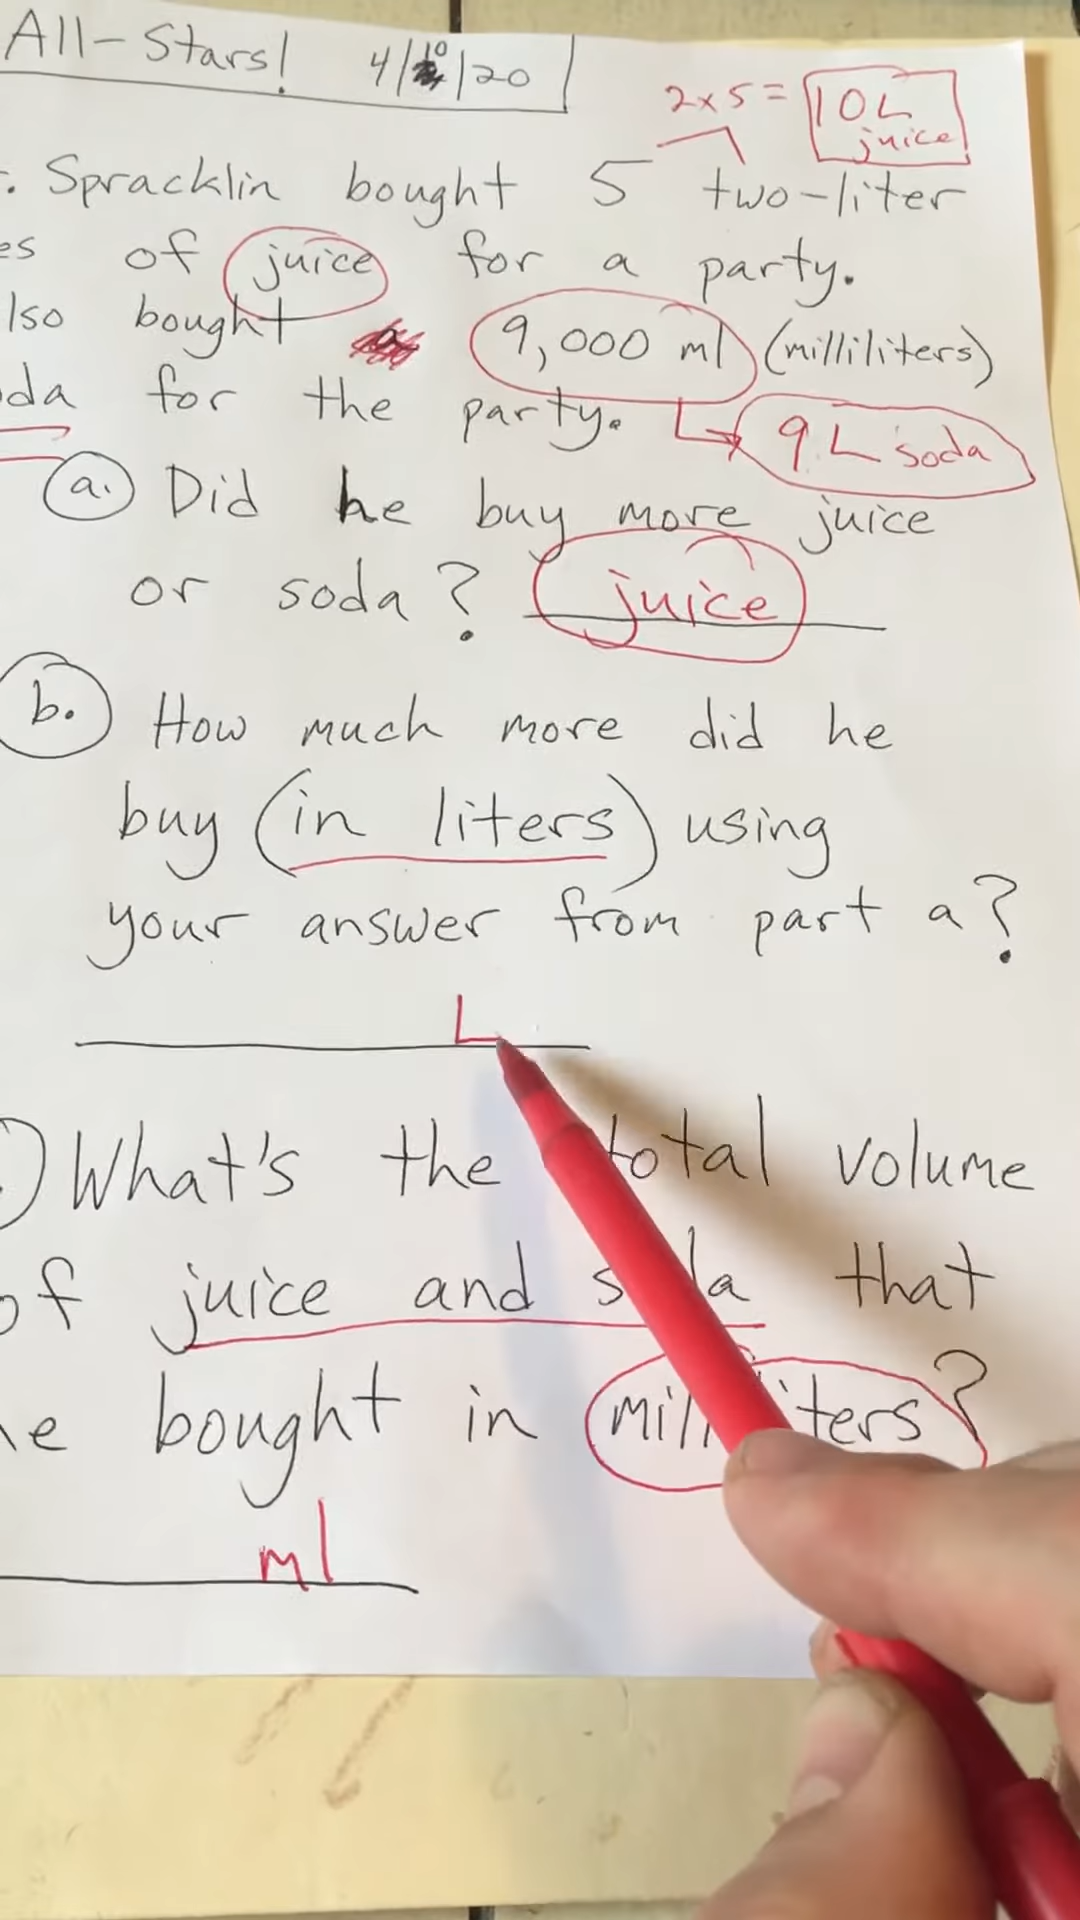 All-Stars! 4/10/20
2x5= 10L
juice
. Spracklin bought 5 two-liter
es of juice for a party.
lso bought 9,000 ml (milliliters)
da for the party. 9 L soda
a. Did he buy more juice
or soda? juice
b. How much more did he
buy (in liters) using
your answer from part a?
L
What's the total volume
of juice and soda that
e bought in milliliters?
ml